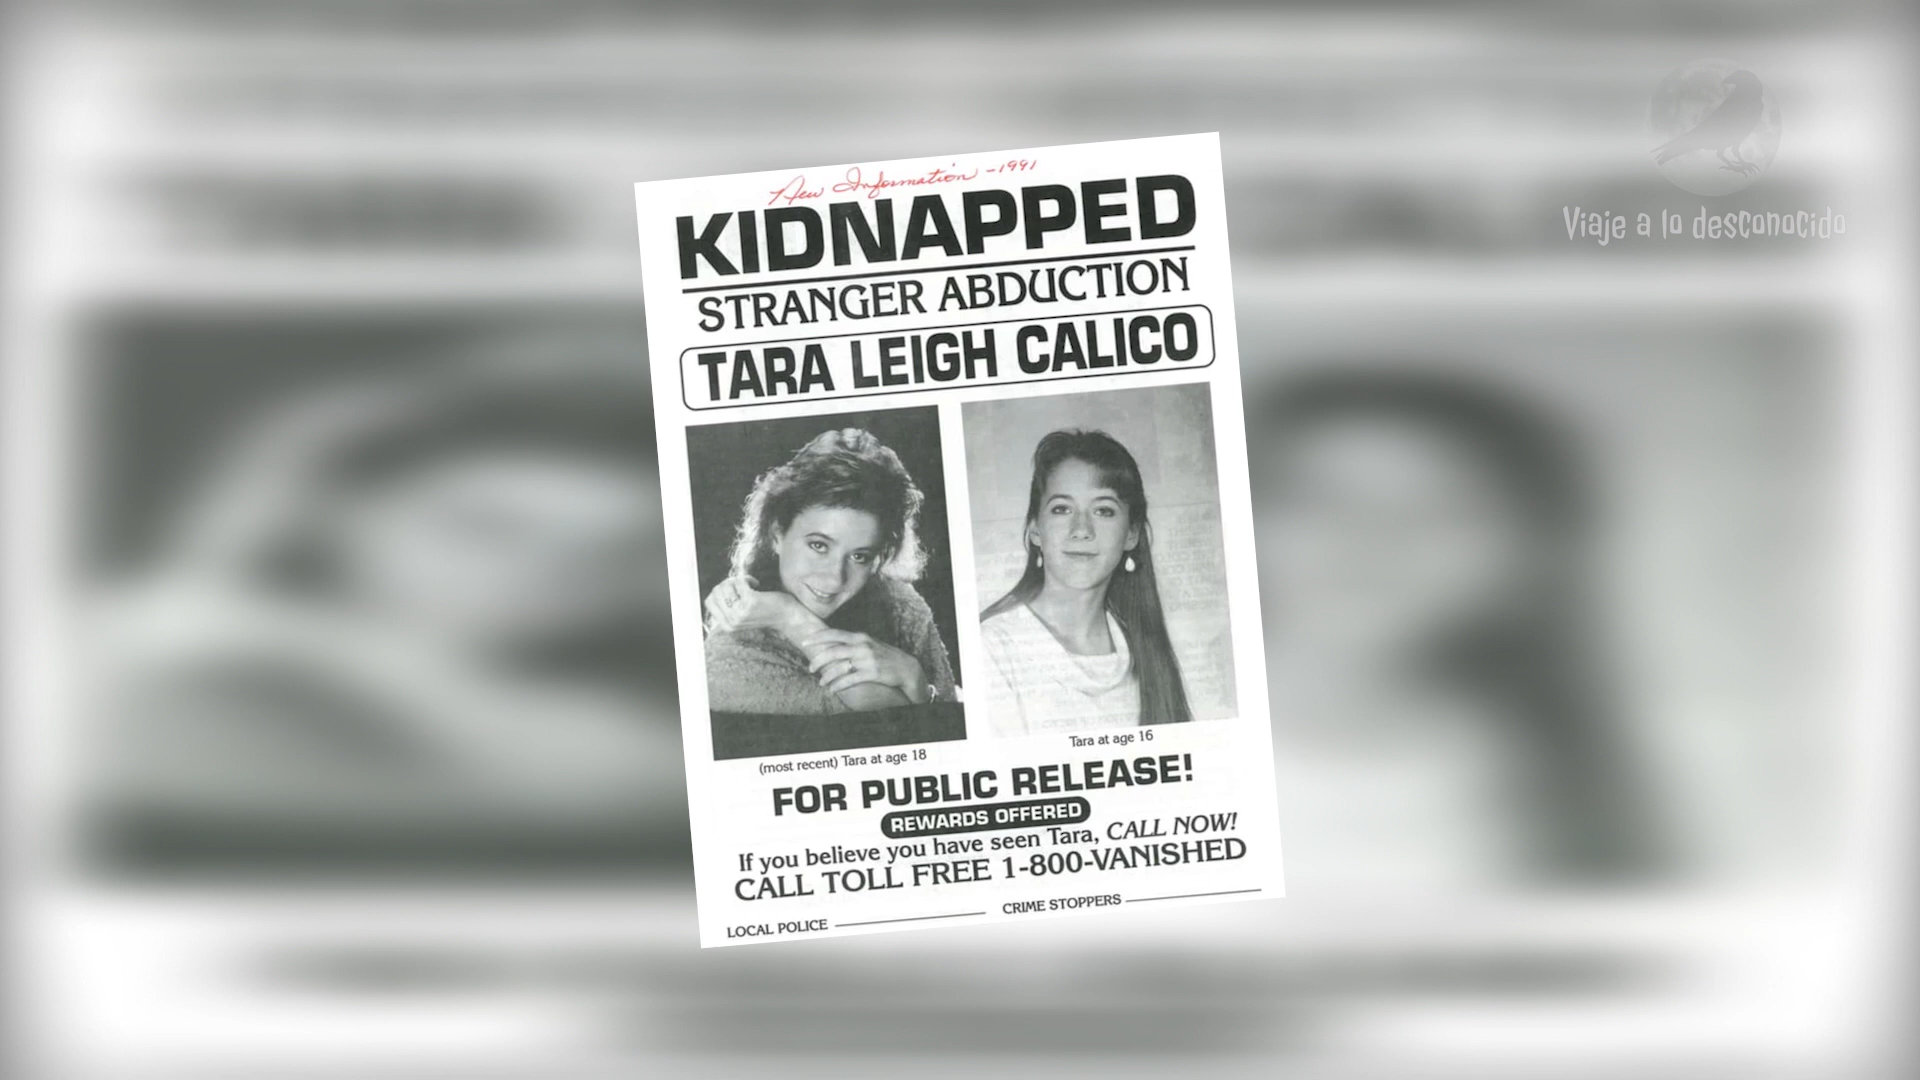 New Information - 1991
KIDNAPPED
STRANGER ABDUCTION
TARA LEIGH CALICO
(most recent) Tara at age 18
Tara at age 16
FOR PUBLIC RELEASE!
REWARDS OFFERED
If you believe you have seen Tara, CALL NOW!
CALL TOLL FREE 1-800-VANISHED
LOCAL POLICE
CRIME STOPPERS
Viaje a lo desconocido